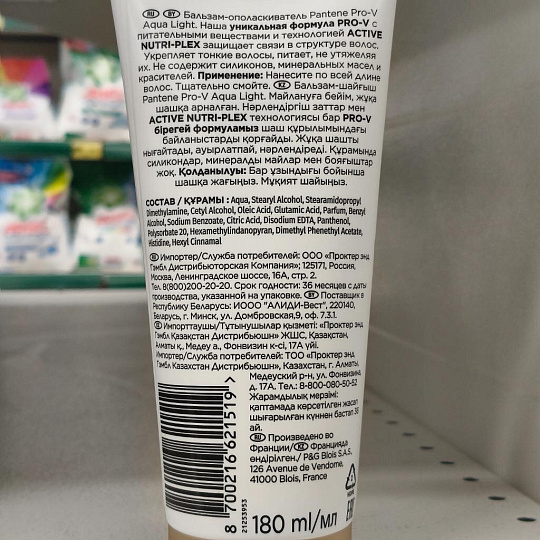 RU BY Бальзам-ополаскиватель Pantene Pro-V
Aqua Light. Наша уникальная формула PRO-V с
питательными веществами и технологией ACTIVE
NUTRI-PLEX защищает связи в структуре волос.
Укрепляет тонкие волосы, питает, не утяжеляя
их. Не содержит силиконов, минеральных масел и
красителей. Применение: Нанесите по всей длине
волос. Тщательно смойте. KZ Бальзам-шайғыш
Pantene Pro-V Aqua Light. Майлануға бейім, жұқа
шашқа арналған. Нәрлендіргіш заттар мен
ACTIVE NUTRI-PLEX технологиясы бар PRO-V
бірегей формуламыз шаш құрылымындағы
байланыстарды қорғайды. Жұқа шашты
нығайтады, ауырлатпай, нәрлендіреді. Құрамында
силикондар, минералды майлар мен бояғыштар
жоқ. Қолданылуы: Бар ұзындығы бойынша
шашқа жағыңыз. Мұқият шайыңыз.
СОСТАВ / ҚҰРАМЫ : Aqua, Stearyl Alcohol, Stearamidopropyl
Dimethylamine, Cetyl Alcohol, Oleic Acid, Glutamic Acid, Parfum, Benzyl
Alcohol, Sodium Benzoate, Citric Acid, Disodium EDTA, Panthenol,
Polysorbate 20, Hexamethylindanopyran, Dimethyl Phenethyl Acetate,
Histidine, Hexyl Cinnamal
RU Импортер/Служба потребителей: ООО «Проктер энд
Гэмбл Дистрибьюторская Компания»; 125171, Россия,
Москва, Ленинградское шоссе, 16А, стр. 2.
Тел. 8(800)200-20-20. Срок годности: 36 месяцев с даты
производства, указанной на упаковке. BY Поставщик в
Республику Беларусь: ИООО "АЛИДИ-Вест", 220140,
Беларусь, г. Минск, ул. Домбровская,9, оф. 7.3.1.
KZ Импорттаушы/Тұтынушылар қызметі: «Проктер энд
Гэмбл Казахстан Дистрибьюшн» ЖШС, Қазақстан,
Алматы қ., Медеу а., Фонвизин к-сі, 17А үйі.
Импортер/Служба потребителей: ТОО «Проктер энд
Гэмбл Казахстан Дистрибьюшн», Казахстан, г. Алматы,
Медеуский р-н, ул. Фонвизина,
д. 17А. Тел.: 8-800-080-50-52
Жарамдылық мерзімі:
қаптамада көрсетілген жасап
шығарылған күннен бастап 36
ай.
RU Произведено во
Франции/KZ Францияда
өндірілген./ P&G Blois S.A.S.,
126 Avenue de Vendome,
41000 Blois, France
8 700216 621519 >
21253953
180 ml/мл
EAC